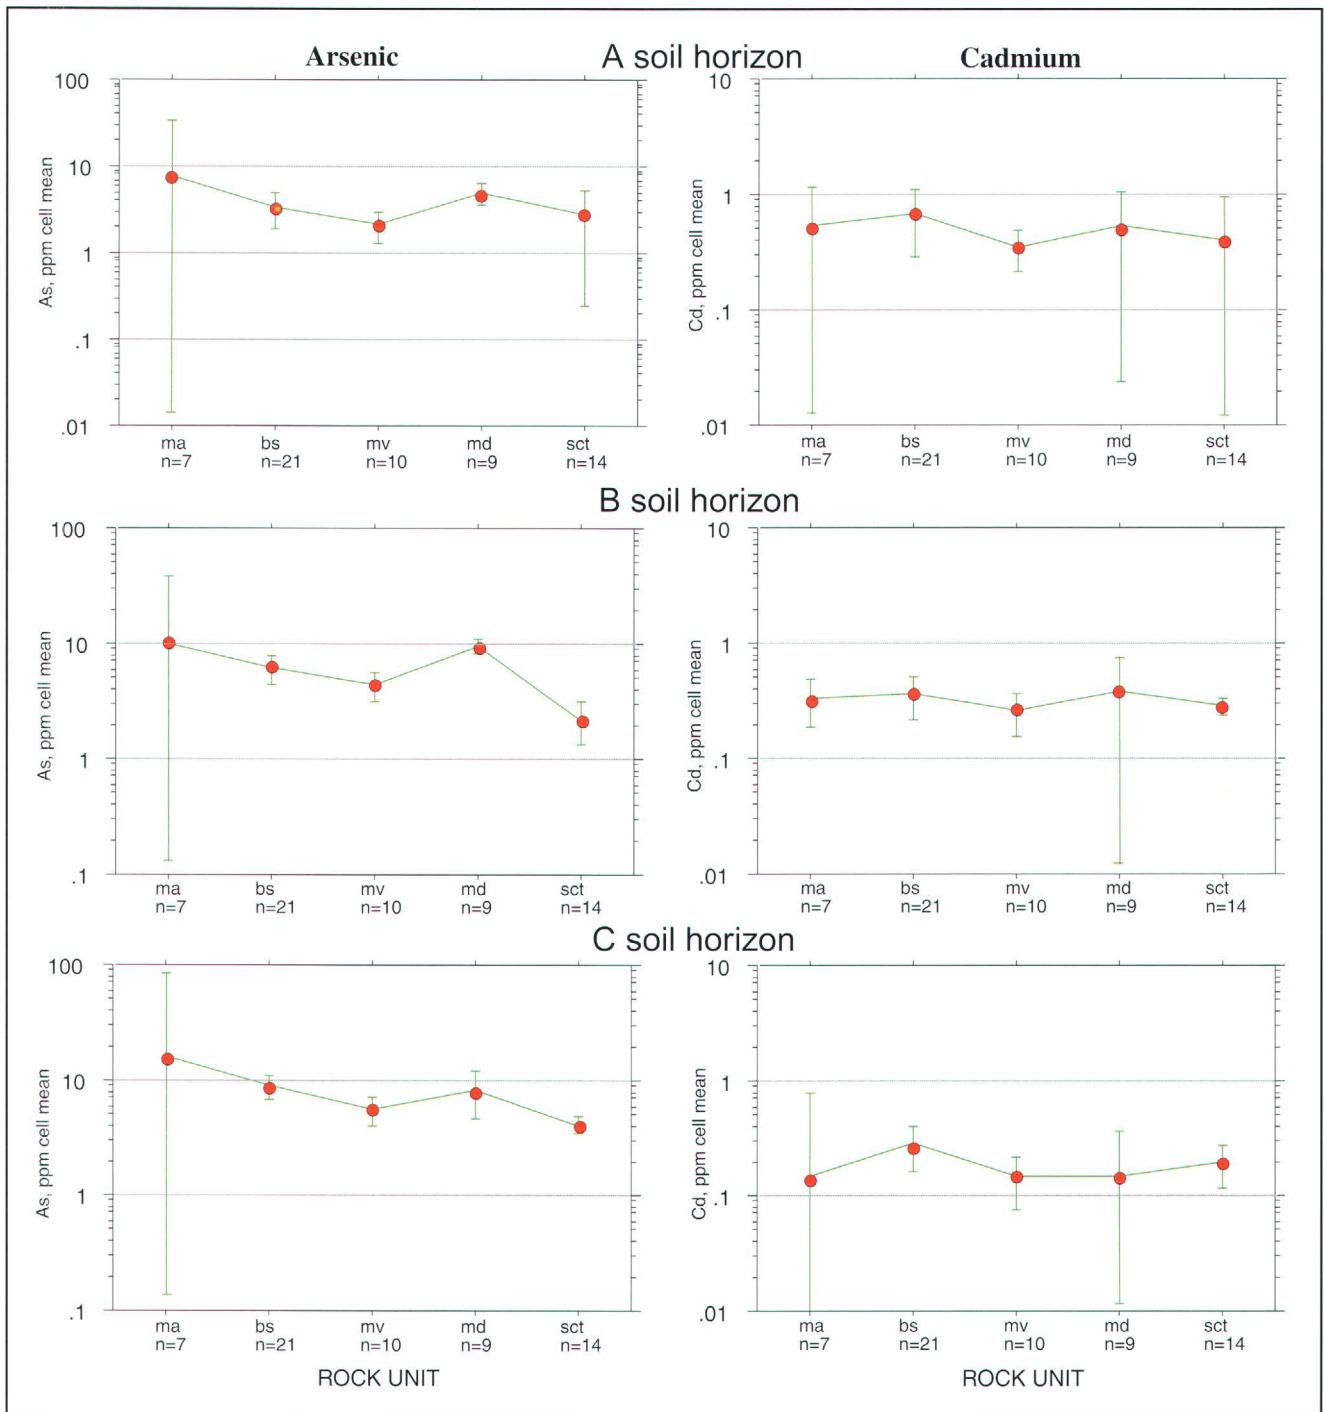 Arsenic A soil horizon Cadmium
100
10
1
.1
.01
As, ppm cell mean
ma bs mv md sct
n=7 n=21 n=10 n=9 n=14
10
1
.1
.01
Cd, ppm cell mean
ma bs mv md sct
n=7 n=21 n=10 n=9 n=14
B soil horizon
100
10
1
.1
As, ppm cell mean
ma bs mv md sct
n=7 n=21 n=10 n=9 n=14
10
1
.1
.01
Cd, ppm cell mean
ma bs mv md sct
n=7 n=21 n=10 n=9 n=14
C soil horizon
100
10
1
.1
As, ppm cell mean
ma bs mv md sct
n=7 n=21 n=10 n=9 n=14
ROCK UNIT
10
1
.1
.01
Cd, ppm cell mean
ma bs mv md sct
n=7 n=21 n=10 n=9 n=14
ROCK UNIT